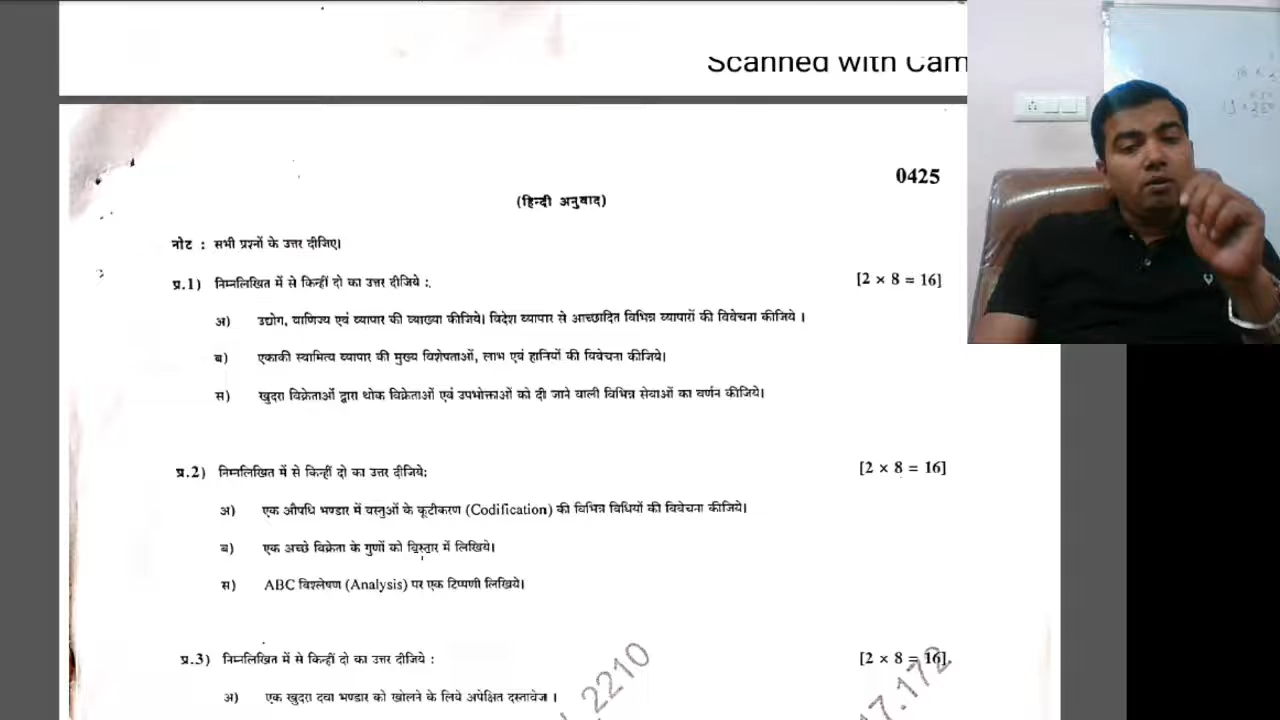 Scanned with Cam
0425
(हिन्दी अनुवाद)
नोट : सभी प्रश्नों के उत्तर दीजिए।
प्र.1) निम्नलिखित में से किन्हीं दो का उत्तर दीजिये :. [2 × 8 = 16]
अ) उद्योग, वाणिज्य एवं व्यापार की व्याख्या कीजिये। विदेश व्यापार से आच्छादित विभिन्न व्यापारों की विवेचना कीजिये ।
ब) एकाकी स्वामित्व व्यापार की मुख्य विशेषताओं, लाभ एवं हानियों की विवेचना कीजिये।
स) खुदरा विक्रेताओं द्वारा थोक विक्रेताओं एवं उपभोक्ताओं को दी जाने वाली विभिन्न सेवाओं का वर्णन कीजिये।
प्र.2) निम्नलिखित में से किन्हीं दो का उत्तर दीजिये: [2 × 8 = 16]
अ) एक औषधि भण्डार में वस्तुओं के कूटीकरण (Codification) की विभिन्न विधियों की विवेचना कीजिये।
ब) एक अच्छे विक्रेता के गुणों को विस्तार में लिखिये।
स) ABC विश्लेषण (Analysis) पर एक टिप्पणी लिखिये।
प्र.3) निम्नलिखित में से किन्हीं दो का उत्तर दीजिये : [2 × 8 = 16]
अ) एक खुदरा दवा भण्डार को खोलने के लिये अपेक्षित दस्तावेज ।
2210
17.172